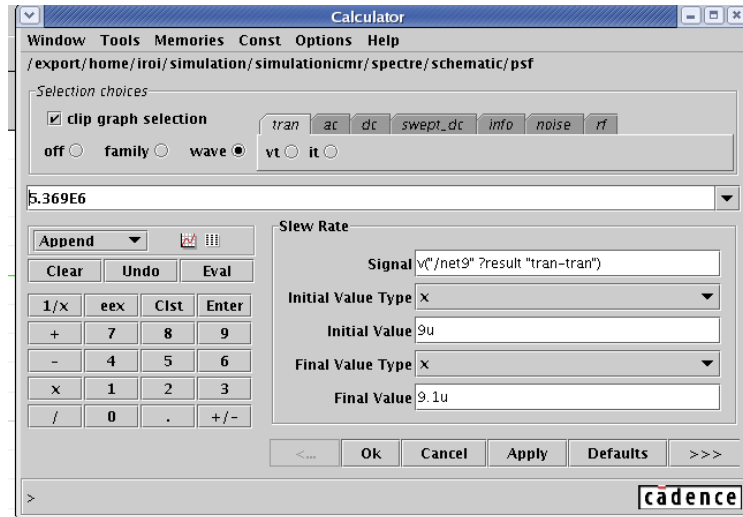 Calculator
Window Tools Memories Const Options Help
/export/home/iroi/simulation/simulationicmr/spectre/schematic/psf
Selection choices
clip graph selection
tran ac dc swept_dc info noise rf
off family wave vt it
5.369E6
Append
Clear Undo Eval
1/x eex Clst Enter
+ 7 8 9
- 4 5 6
x 1 2 3
/ 0 . +/-
Slew Rate
Signal v("/net9" ?result "tran-tran")
Initial Value Type x
Initial Value 9u
Final Value Type x
Final Value 9.1u
<... Ok Cancel Apply Defaults >>>
>
cādence